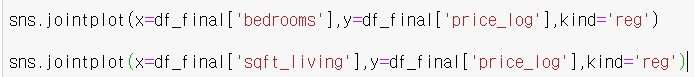 sns.jointplot(x=df_final['bedrooms'],y=df_final['price_log'],kind='reg')
sns.jointplot(x=df_final['sqft_living'],y=df_final['price_log'],kind='reg')